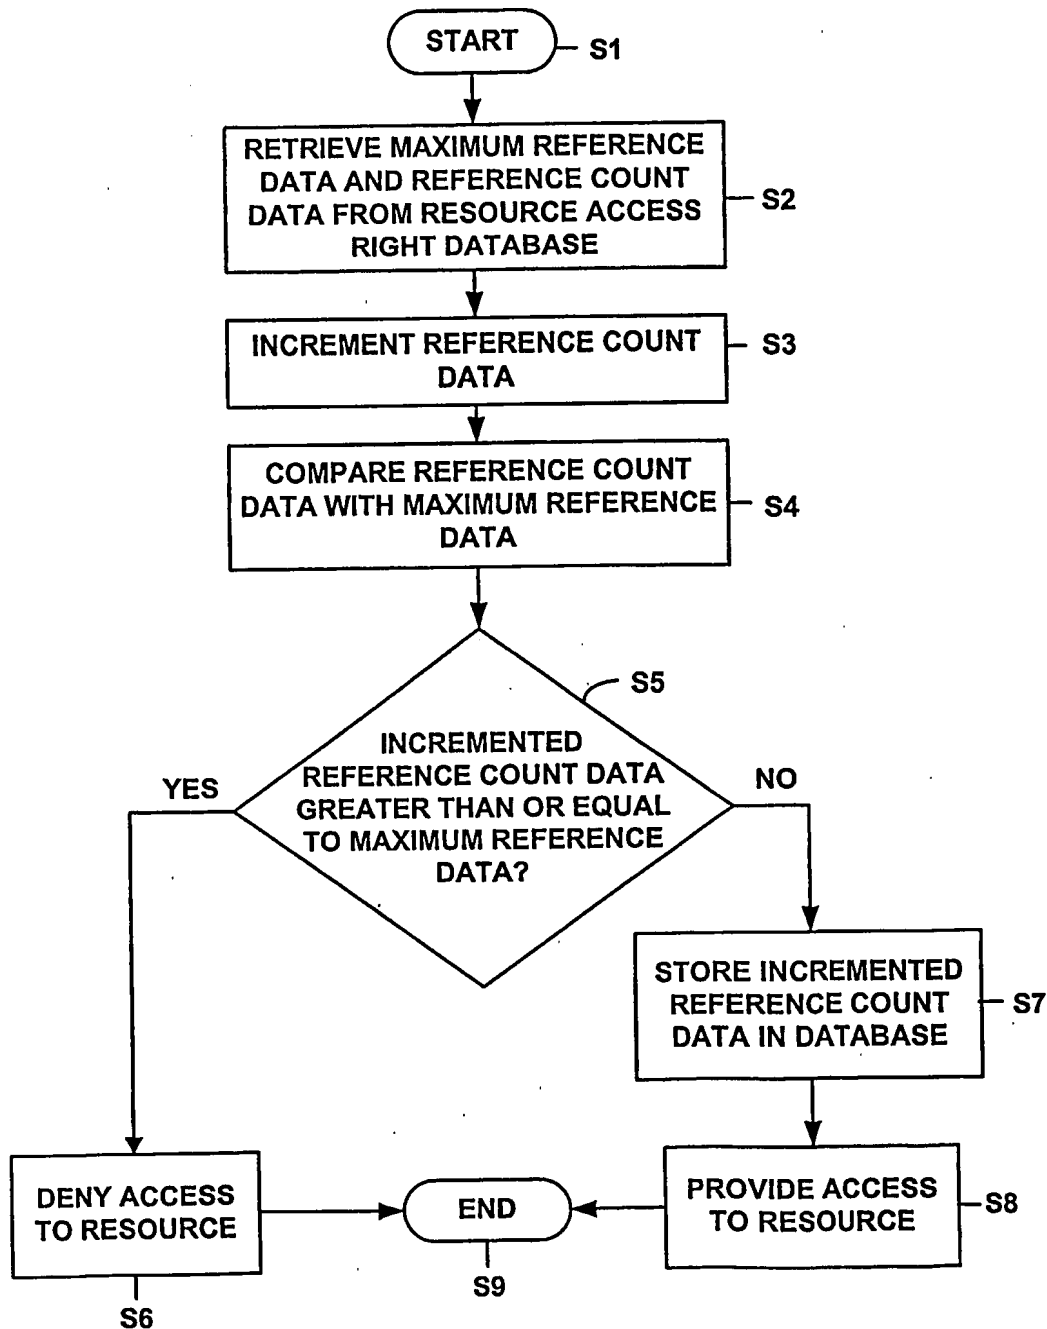 START
S1
RETRIEVE MAXIMUM REFERENCE
DATA AND REFERENCE COUNT
DATA FROM RESOURCE ACCESS
RIGHT DATABASE
S2
INCREMENT REFERENCE COUNT
DATA
S3
COMPARE REFERENCE COUNT
DATA WITH MAXIMUM REFERENCE
DATA
S4
S5
INCREMENTED
REFERENCE COUNT DATA
GREATER THAN OR EQUAL
TO MAXIMUM REFERENCE
DATA?
YES
NO
STORE INCREMENTED
REFERENCE COUNT
DATA IN DATABASE
S7
DENY ACCESS
TO RESOURCE
S6
END
S9
PROVIDE ACCESS
TO RESOURCE
S8